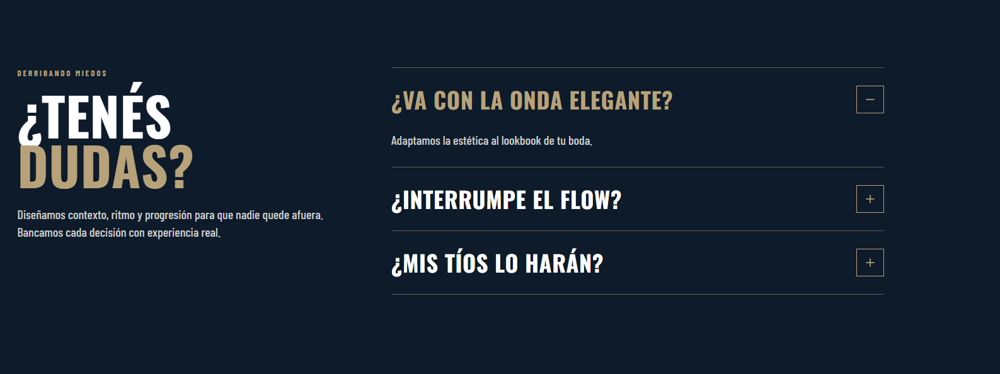 DERRIBANDO MIEDOS
¿TENÉS
DUDAS?
Diseñamos contexto, ritmo y progresión para que nadie quede afuera.
Bancamos cada decisión con experiencia real.
¿VA CON LA ONDA ELEGANTE?
Adaptamos la estética al lookbook de tu boda.
¿INTERRUMPE EL FLOW?
¿MIS TÍOS LO HARÁN?